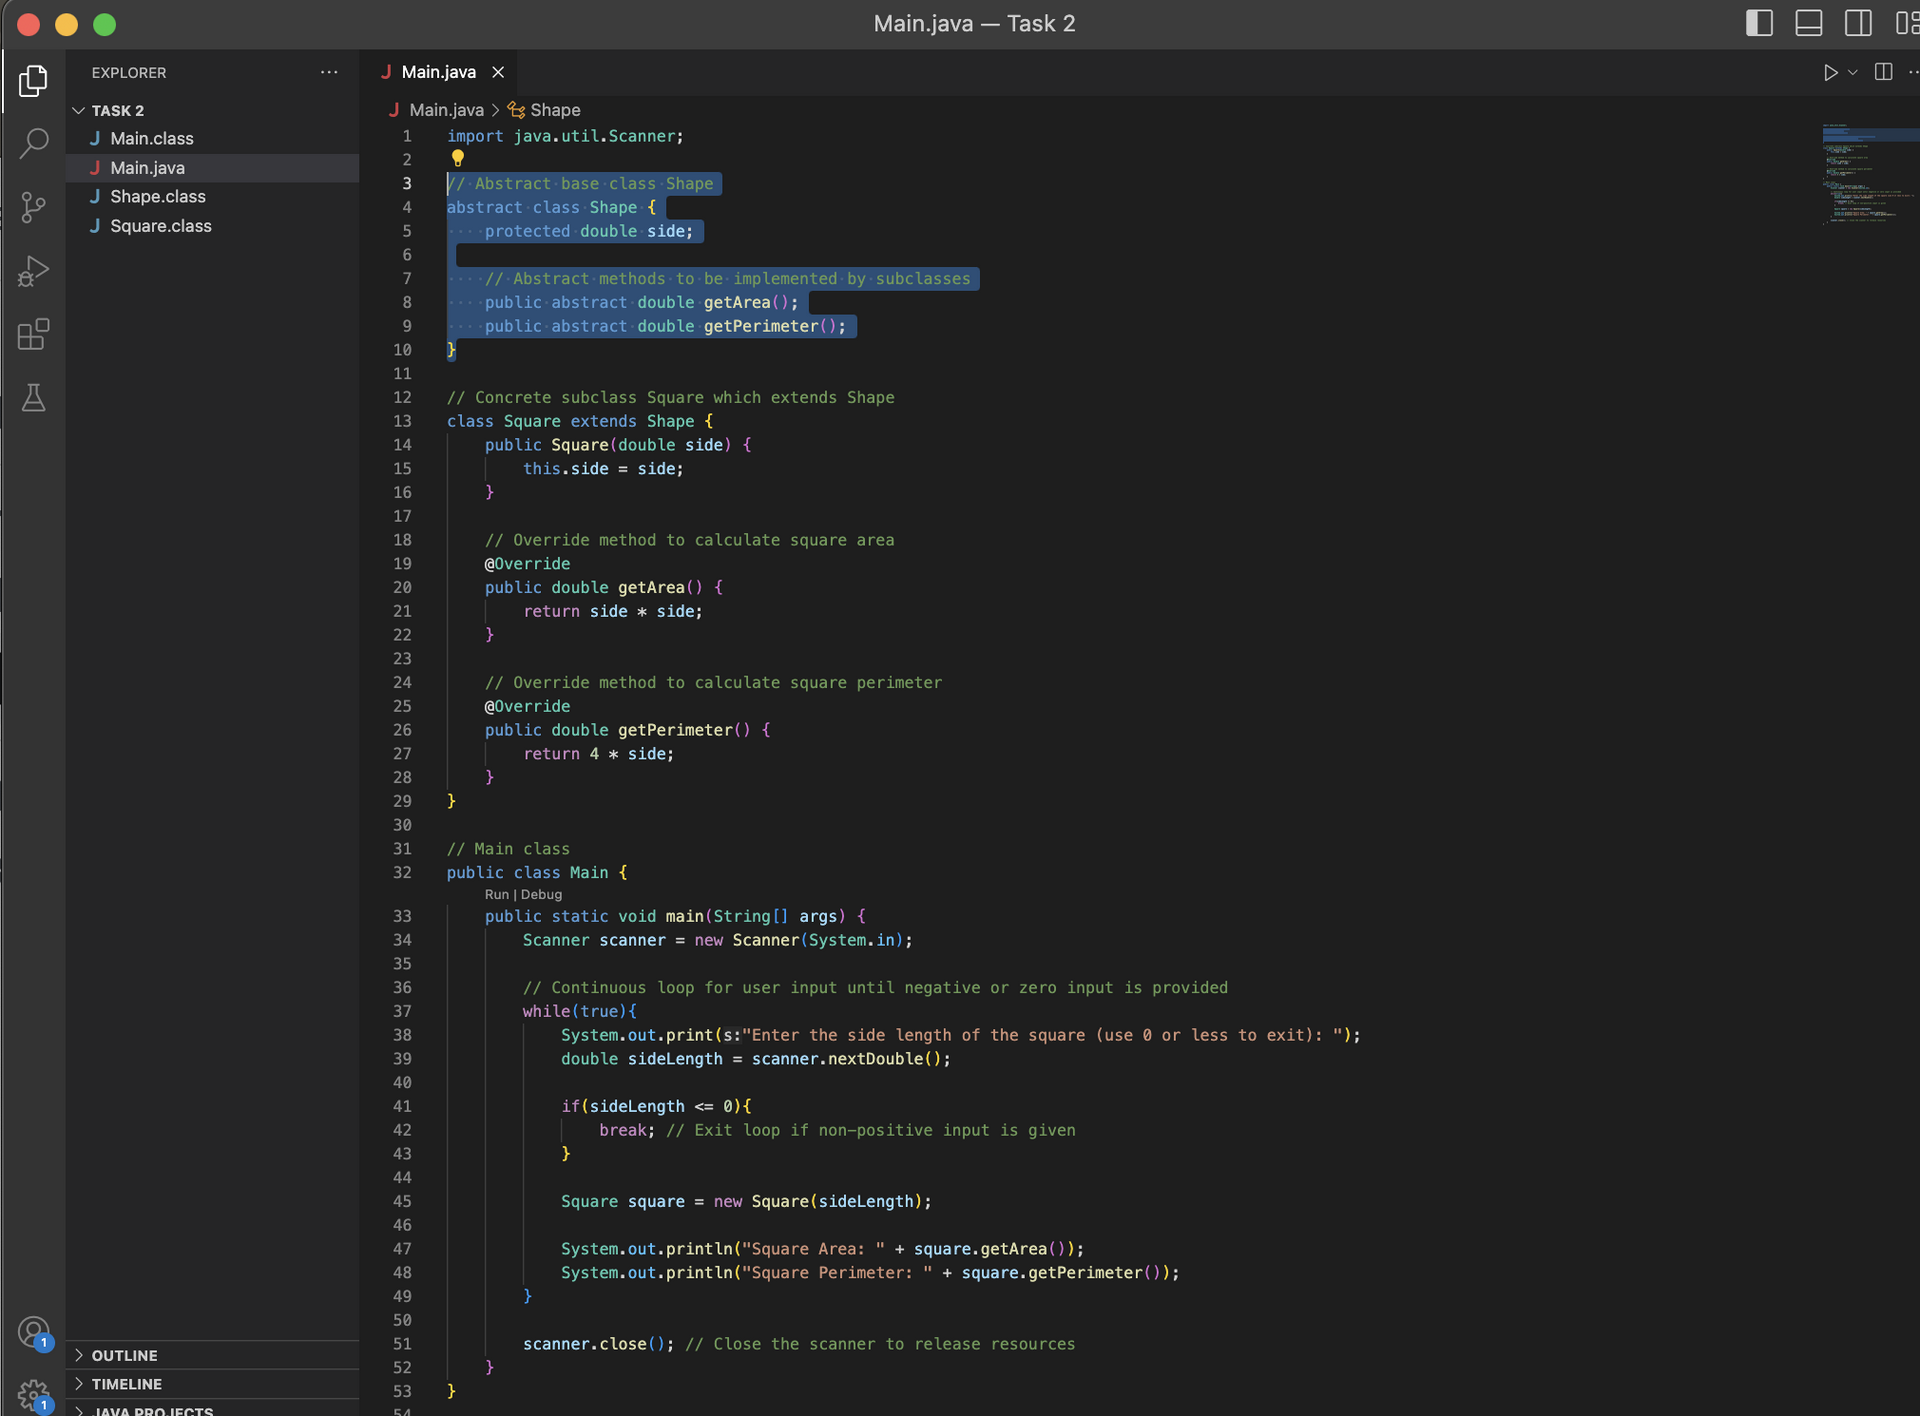 Main.java — Task 2
EXPLORER
TASK 2
J Main.class
J Main.java
J Shape.class
J Square.class
J Main.java
J Main.java > Shape
1 import java.util.Scanner;
2
3 // Abstract base class Shape
4 abstract class Shape {
5     protected double side;
6
7     // Abstract methods to be implemented by subclasses
8     public abstract double getArea();
9     public abstract double getPerimeter();
10 }
11
12 // Concrete subclass Square which extends Shape
13 class Square extends Shape {
14     public Square(double side) {
15         this.side = side;
16     }
17
18     // Override method to calculate square area
19     @Override
20     public double getArea() {
21         return side * side;
22     }
23
24     // Override method to calculate square perimeter
25     @Override
26     public double getPerimeter() {
27         return 4 * side;
28     }
29 }
30
31 // Main class
32 public class Main {
Run | Debug
33     public static void main(String[] args) {
34         Scanner scanner = new Scanner(System.in);
35
36         // Continuous loop for user input until negative or zero input is provided
37         while(true){
38             System.out.print(s:"Enter the side length of the square (use 0 or less to exit): ");
39             double sideLength = scanner.nextDouble();
40
41             if(sideLength <= 0){
42                 break; // Exit loop if non-positive input is given
43             }
44
45             Square square = new Square(sideLength);
46
47             System.out.println("Square Area: " + square.getArea());
48             System.out.println("Square Perimeter: " + square.getPerimeter());
49         }
50
51         scanner.close(); // Close the scanner to release resources
52     }
53 }
54
1
OUTLINE
TIMELINE
1
JAVA PROJECTS